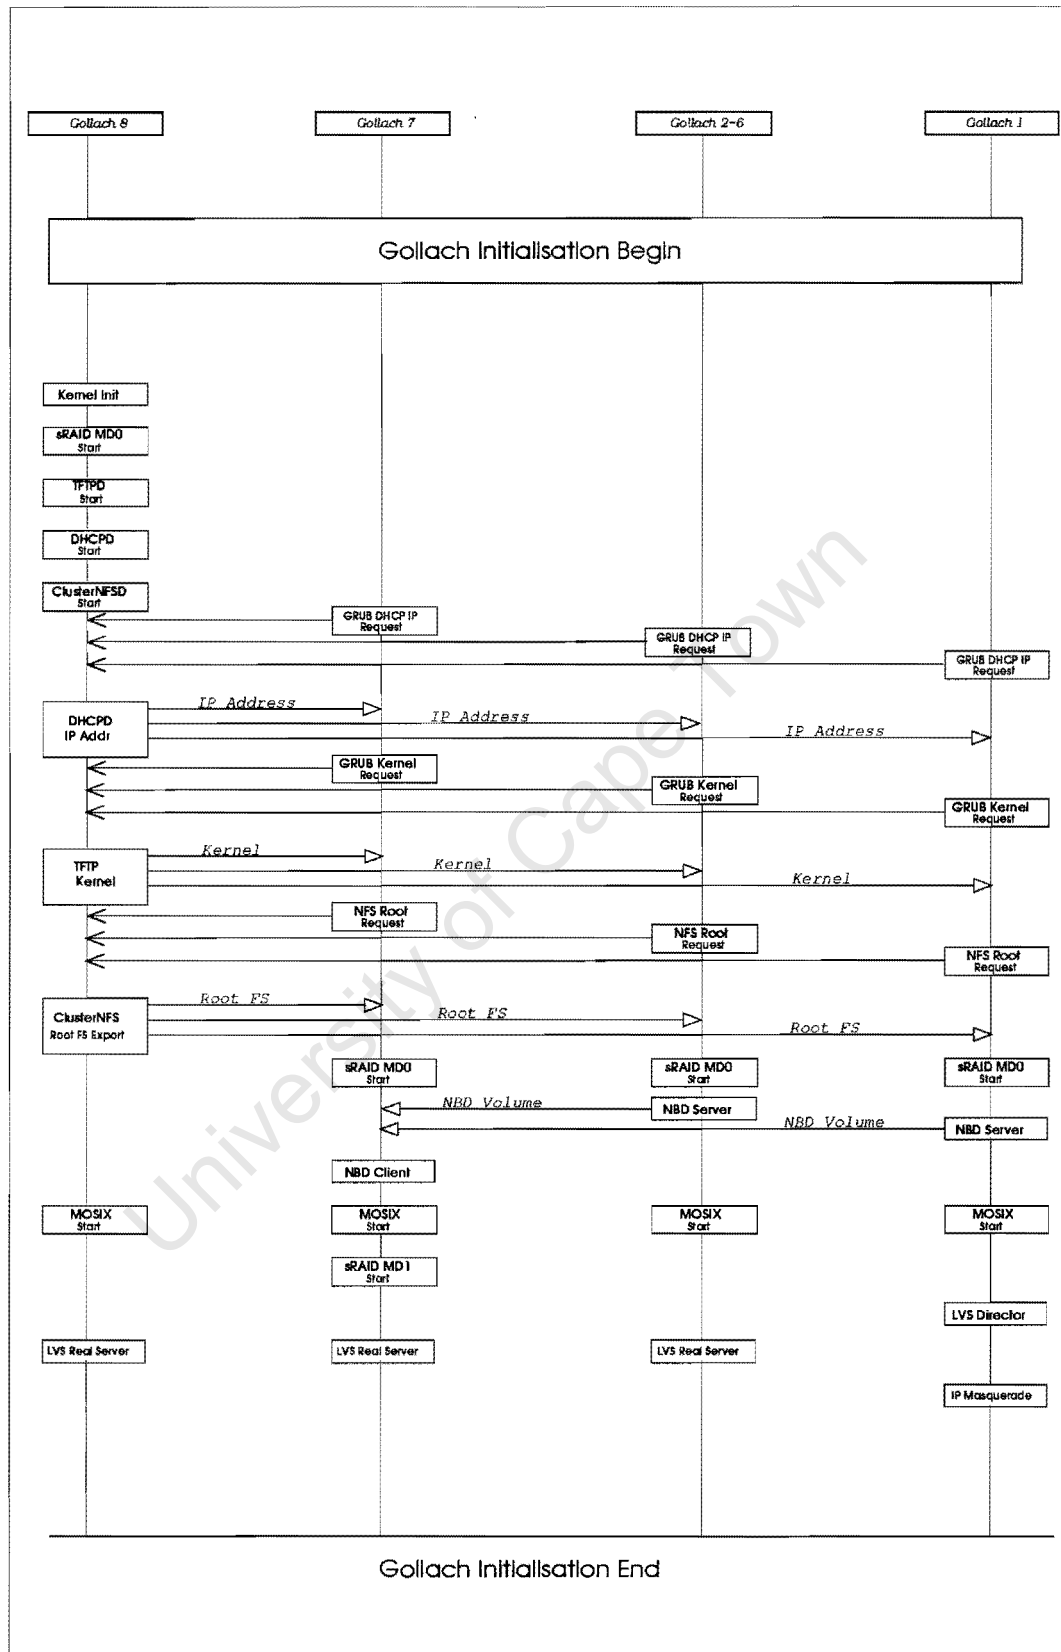 Gollach 8
Gollach 7
Gollach 2-6
Gollach 1
Gollach Initialisation Begin
Kernel Init
sRAID MD0
Start
TFTPD
Start
DHCPD
Start
ClusterNFSD
Start
GRUB DHCP IP
Request
GRUB DHCP IP
Request
GRUB DHCP IP
Request
DHCPD
IP Addr
IP Address
IP Address
IP Address
GRUB Kernel
Request
GRUB Kernel
Request
GRUB Kernel
Request
TFTP
Kernel
Kernel
Kernel
Kernel
NFS Root
Request
NFS Root
Request
NFS Root
Request
ClusterNFS
Root FS Export
Root FS
Root FS
Root FS
sRAID MD0
Start
sRAID MD0
Start
sRAID MD0
Start
NBD Volume
NBD Server
NBD Volume
NBD Server
NBD Client
MOSIX
Start
MOSIX
Start
MOSIX
Start
MOSIX
Start
sRAID MD1
Start
LVS Director
LVS Real Server
LVS Real Server
LVS Real Server
IP Masquerade
Gollach Initialisation End
University of Cape Town